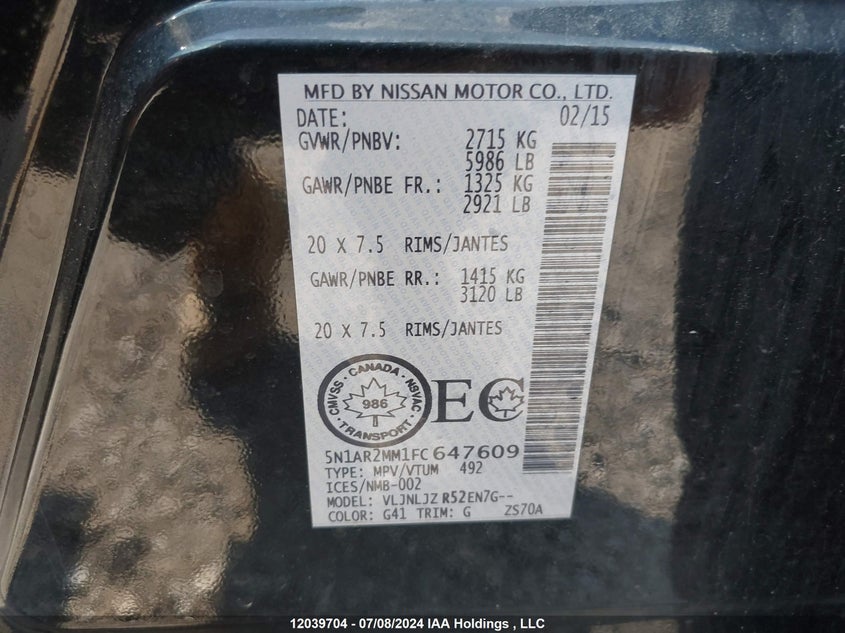 MFD BY NISSAN MOTOR CO., LTD.
DATE: 02/15
GVWR/PNBV: 2715 KG
5986 LB
GAWR/PNBE FR.: 1325 KG
2921 LB
20 X 7.5 RIMS/JANTES
GAWR/PNBE RR.: 1415 KG
3120 LB
20 X 7.5 RIMS/JANTES
CMVSS · CANADA · NSVAC
986
TRANSPORT
EC
5N1AR2MM1FC647609
TYPE: MPV/VTUM 492
ICES/NMB-002
MODEL: VLJNLJZ R52EN7G--
COLOR: G41 TRIM: G ZS70A
12039704 - 07/08/2024 IAA Holdings , LLC